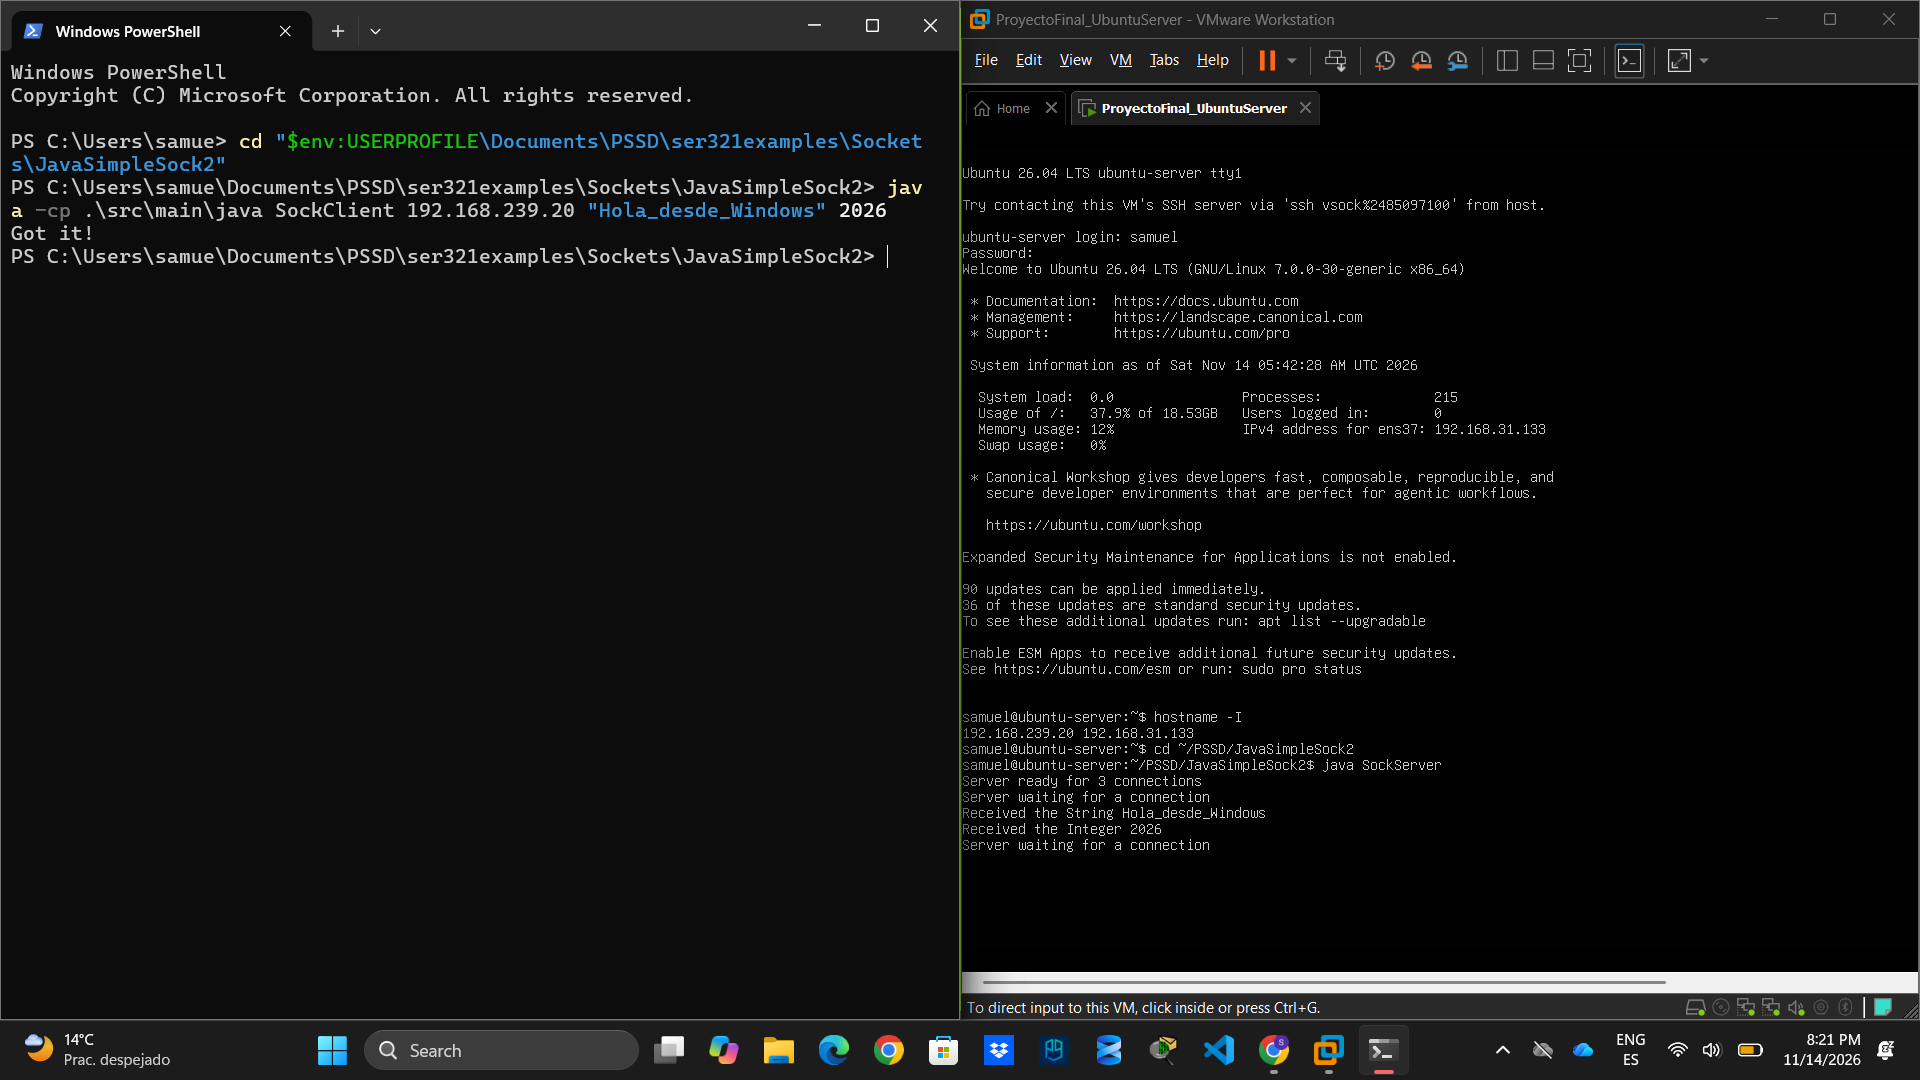 Windows PowerShell
Windows PowerShell
Copyright (C) Microsoft Corporation. All rights reserved.
PS C:\Users\samue> cd "$env:USERPROFILE\Documents\PSSD\ser321examples\Socket
s\JavaSimpleSock2"
PS C:\Users\samue\Documents\PSSD\ser321examples\Sockets\JavaSimpleSock2> jav
a -cp .\src\main\java SockClient 192.168.239.20 "Hola_desde_Windows" 2026
Got it!
PS C:\Users\samue\Documents\PSSD\ser321examples\Sockets\JavaSimpleSock2>
ProyectoFinal_UbuntuServer - VMware Workstation
File Edit View VM Tabs Help
Home ProyectoFinal_UbuntuServer
Ubuntu 26.04 LTS ubuntu-server tty1
Try contacting this VM's SSH server via 'ssh vsock%2485097100' from host.
ubuntu-server login: samuel
Password:
Welcome to Ubuntu 26.04 LTS (GNU/Linux 7.0.0-30-generic x86_64)
* Documentation: https://docs.ubuntu.com
* Management: https://landscape.canonical.com
* Support: https://ubuntu.com/pro
System information as of Sat Nov 14 05:42:28 AM UTC 2026
System load: 0.0 Processes: 215
Usage of /: 37.9% of 18.53GB Users logged in: 0
Memory usage: 12% IPv4 address for ens37: 192.168.31.133
Swap usage: 0%
* Canonical Workshop gives developers fast, composable, reproducible, and
secure developer environments that are perfect for agentic workflows.
https://ubuntu.com/workshop
Expanded Security Maintenance for Applications is not enabled.
90 updates can be applied immediately.
36 of these updates are standard security updates.
To see these additional updates run: apt list --upgradable
Enable ESM Apps to receive additional future security updates.
See https://ubuntu.com/esm or run: sudo pro status
samuel@ubuntu-server:~$ hostname -I
192.168.239.20 192.168.31.133
samuel@ubuntu-server:~$ cd ~/PSSD/JavaSimpleSock2
samuel@ubuntu-server:~/PSSD/JavaSimpleSock2$ java SockServer
Server ready for 3 connections
Server waiting for a connection
Received the String Hola_desde_Windows
Received the Integer 2026
Server waiting for a connection
To direct input to this VM, click inside or press Ctrl+G.
14°C
Prac. despejado
Search
ENG
ES
8:21 PM
11/14/2026